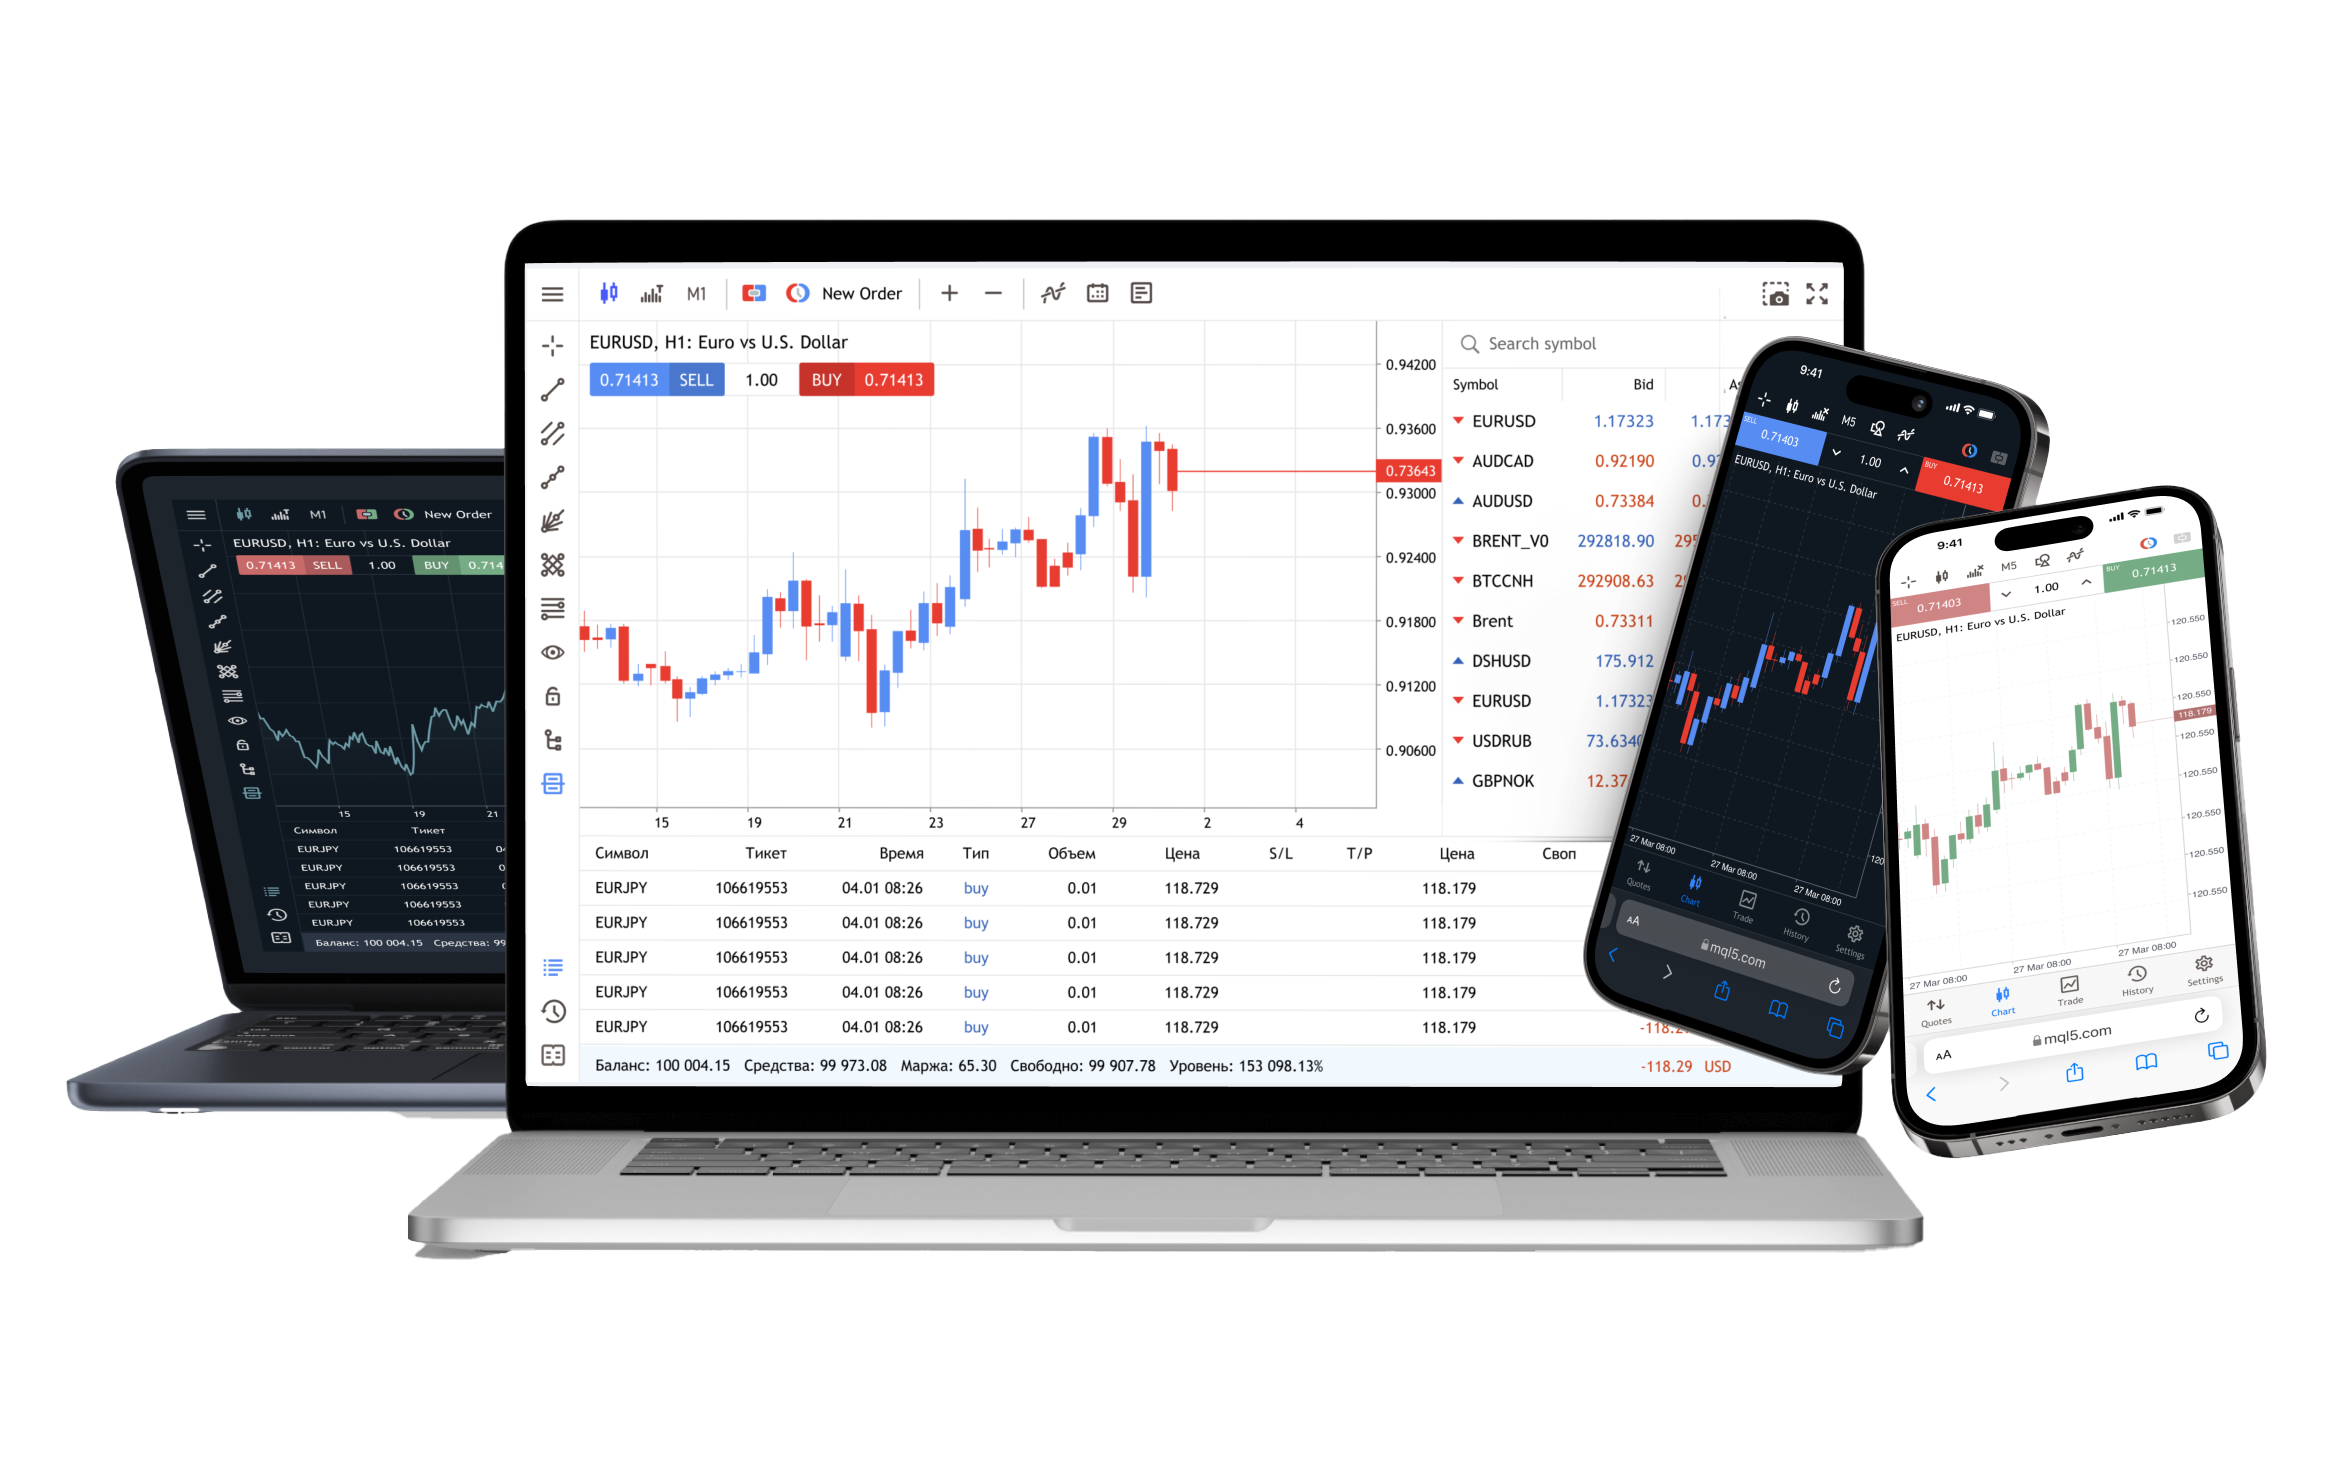 M1 New Order
EURUSD, H1: Euro vs U.S. Dollar
0.71413 SELL 1.00 BUY 0.71413
0.94200
0.93600
0.73643
0.93000
0.92400
0.91800
0.91200
0.90600
15 19 21 23 27 29 2 4
Search symbol
Symbol Bid
EURUSD 1.17323 1.173
AUDCAD 0.92190
AUDUSD 0.73384
BRENT_V0 292818.90
BTCCNH 292908.63
Brent 0.73311
DSHUSD 175.912
EURUSD 1.1732
USDRUB 73.634
GBPNOK 12.37
Символ Тикет Время Тип Объем Цена S/L T/P Цена Своп
EURJPY 106619553 04.01 08:26 buy 0.01 118.729 118.179
EURJPY 106619553 04.01 08:26 buy 0.01 118.729 118.179
EURJPY 106619553 04.01 08:26 buy 0.01 118.729 118.179
EURJPY 106619553 04.01 08:26 buy 0.01 118.729 118.179
EURJPY 106619553 04.01 08:26 buy 0.01 118.729 118.179 -118.2
Баланс: 100 004.15 Средства: 99 973.08 Маржа: 65.30 Свободно: 99 907.78 Уровень: 153 098.13% -118.29 USD
M1 New Order
EURUSD, H1: Euro vs U.S. Dollar
0.71413 SELL 1.00 BUY 0.714
15 19 21
Символ Тикет
EURJPY 106619553 04
EURJPY 106619553 0
EURJPY 106619553 0
EURJPY 106619553
EURJPY 106619553
Баланс: 100 004.15 Средства: 99
9:41
M5
SELL 0.71403 1.00 BUY 0.71413
EURUSD, H1: Euro vs U.S. Dollar
120
27 Mar 08:00 27 Mar 08:00 27 Mar 08:00
Quotes Chart Trade History Settings
AA mql5.com
9:41
M5
SELL 0.71403 1.00 BUY 0.71413
EURUSD, H1: Euro vs U.S. Dollar
120.550
120.550
120.550
118.179
120.550
120.550
120.550
120.550
120.550
27 Mar 08:00 27 Mar 08:00 27 Mar 08:00
Quotes Chart Trade History Settings
AA mql5.com